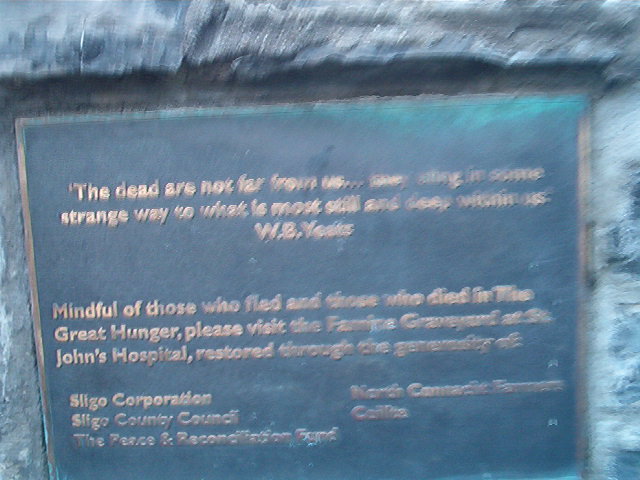 'The dead are not far from us... they cling in some
strange way to what is most still and deep within us'
W.B.Yeats
Mindful of those who fled and those who died in The
Great Hunger, please visit the Famine Graveyard at St.
John's Hospital, restored through the generosity of:
Sligo Corporation
Sligo County Council
The Peace & Reconciliation Fund
North Connacht Farmers